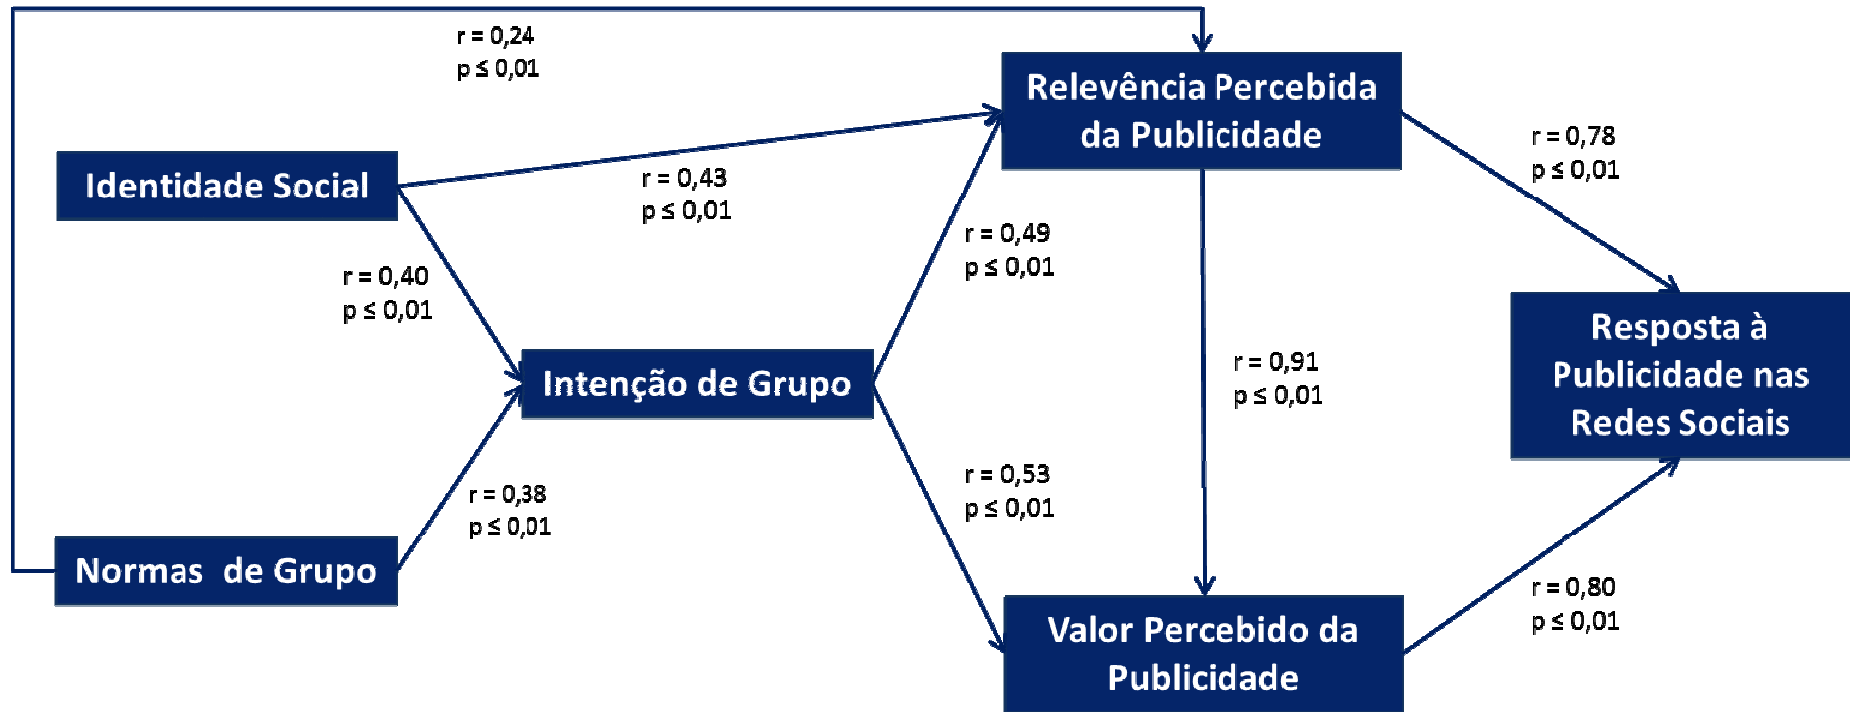 r = 0,24
p ≤ 0,01
Relevência Percebida
da Publicidade
r = 0,78
p ≤ 0,01
Identidade Social
r = 0,43
p ≤ 0,01
r = 0,49
p ≤ 0,01
r = 0,40
p ≤ 0,01
Resposta à
Publicidade nas
Redes Sociais
Intenção de Grupo
r = 0,91
p ≤ 0,01
r = 0,53
p ≤ 0,01
r = 0,38
p ≤ 0,01
Normas de Grupo
r = 0,80
p ≤ 0,01
Valor Percebido da
Publicidade